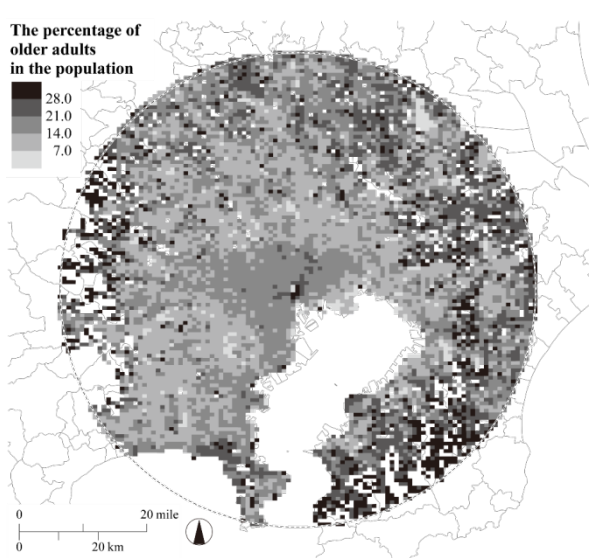 The percentage of
older adults
in the population
28.0
21.0
14.0
7.0
0 20 mile
0 20 km